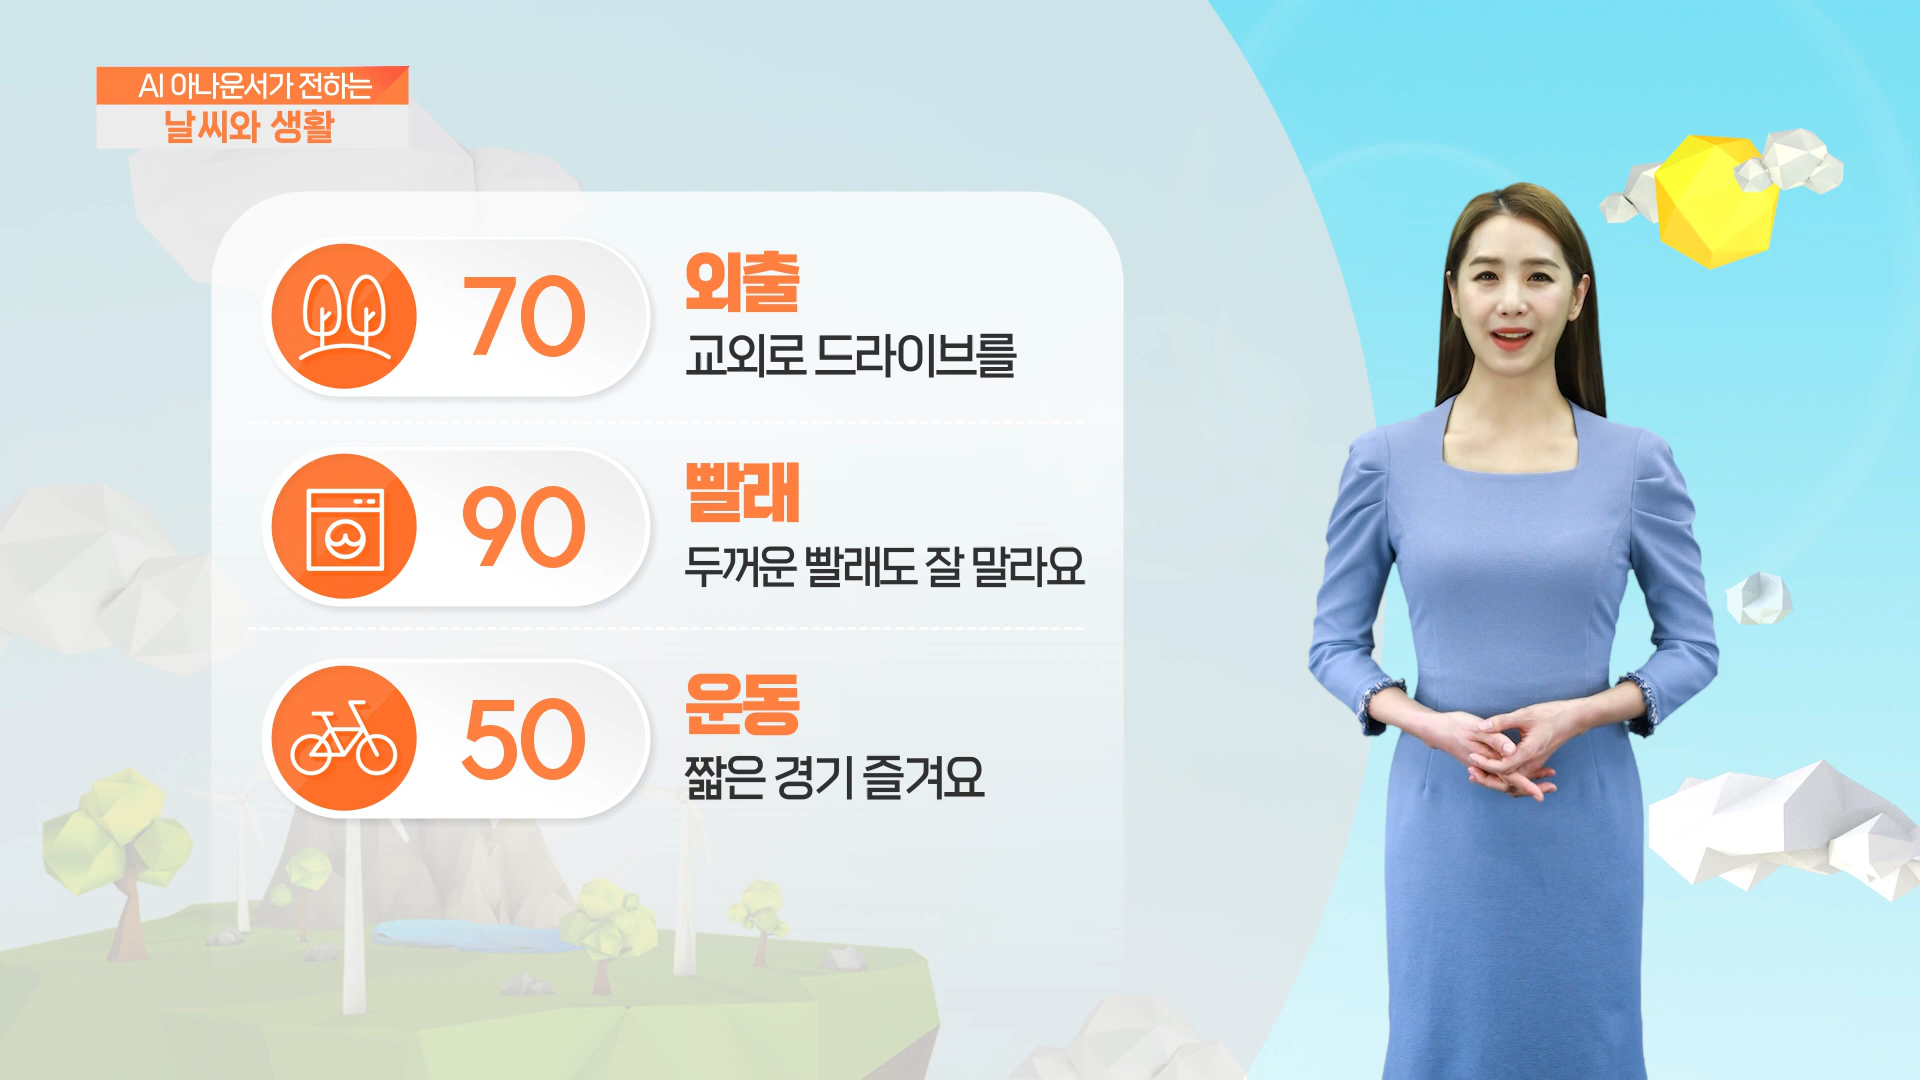 AI 아나운서가 전하는
날씨와 생활
70
외출
교외로 드라이브를
90
빨래
두꺼운 빨래도 잘 말라요
50
운동
짧은 경기 즐겨요